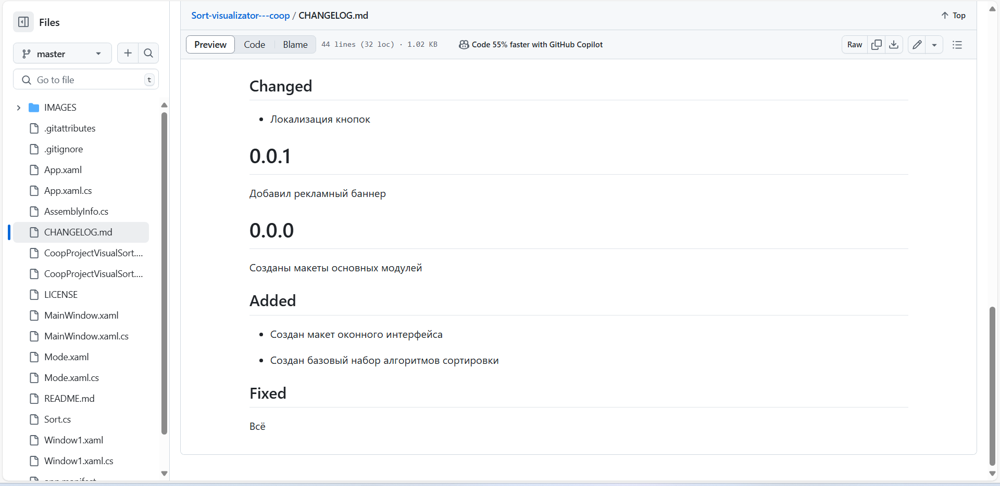 Files
master
Go to file
t
IMAGES
.gitattributes
.gitignore
App.xaml
App.xaml.cs
AssemblyInfo.cs
CHANGELOG.md
CoopProjectVisualSort....
CoopProjectVisualSort....
LICENSE
MainWindow.xaml
MainWindow.xaml.cs
Mode.xaml
Mode.xaml.cs
README.md
Sort.cs
Window1.xaml
Window1.xaml.cs
Sort-visualizator---coop / CHANGELOG.md
Top
Preview Code Blame 44 lines (32 loc) · 1.02 KB Code 55% faster with GitHub Copilot Raw
Changed
• Локализация кнопок
0.0.1
Добавил рекламный баннер
0.0.0
Созданы макеты основных модулей
Added
• Создан макет оконного интерфейса
• Создан базовый набор алгоритмов сортировки
Fixed
Всё